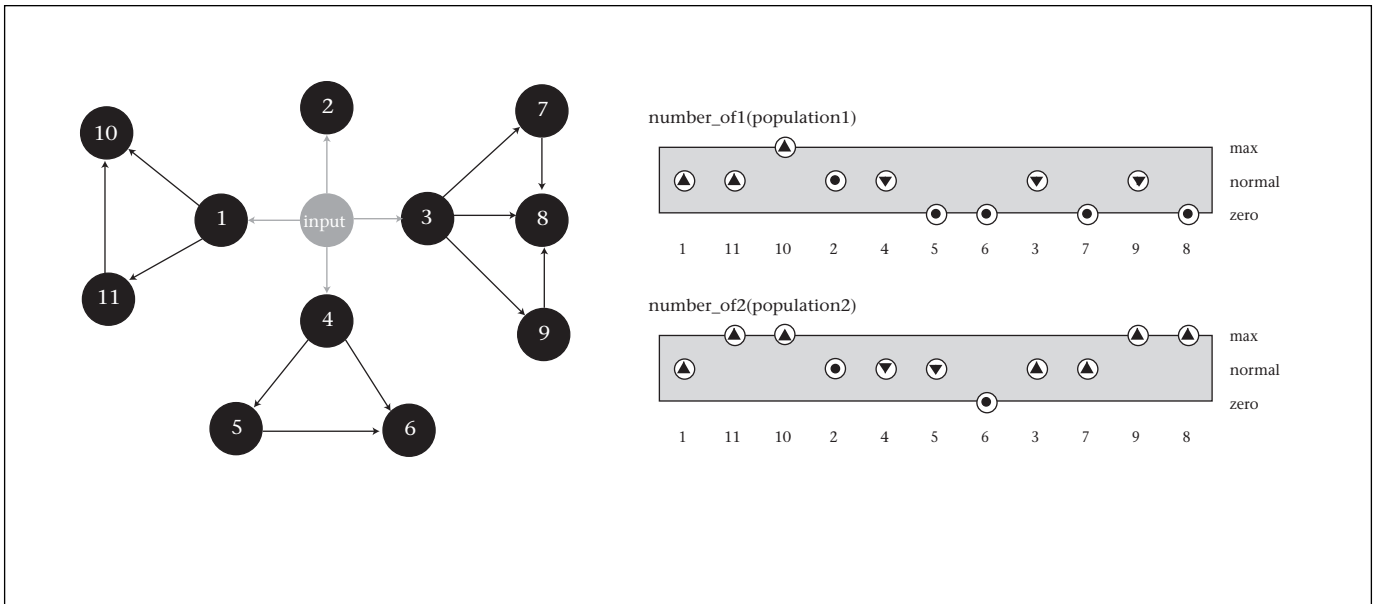 2
7
10
number_of1(population1)
max
normal
zero
1
input
3
8
1 11 10 2 4 5 6 3 7 9 8
11
4
9
number_of2(population2)
max
normal
zero
5
6
1 11 10 2 4 5 6 3 7 9 8